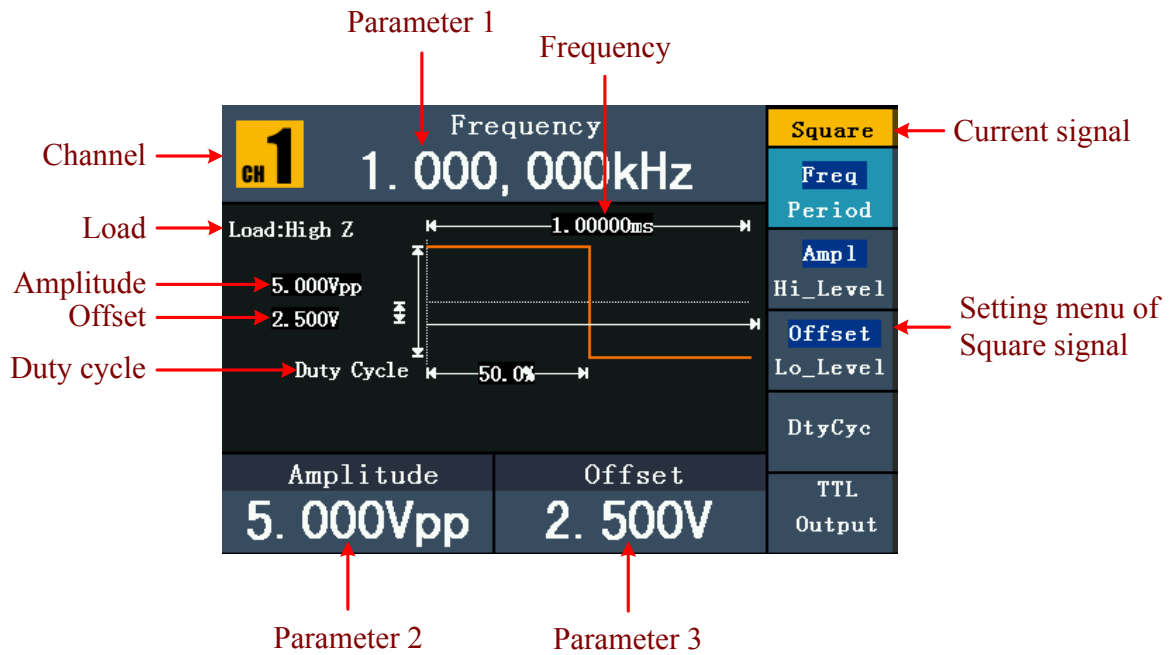 Parameter 1
Frequency
Channel
CH 1
Frequency
1.000,000kHz
Square
Current signal
Freq
Period
Load
Load:High Z
1.00000ms
Ampl
Hi_Level
Amplitude
5.000Vpp
Offset
2.500V
Offset
Lo_Level
Setting menu of
Square signal
Duty cycle
Duty Cycle
50.0%
DtyCyc
Amplitude
5.000Vpp
Offset
2.500V
TTL
Output
Parameter 2
Parameter 3